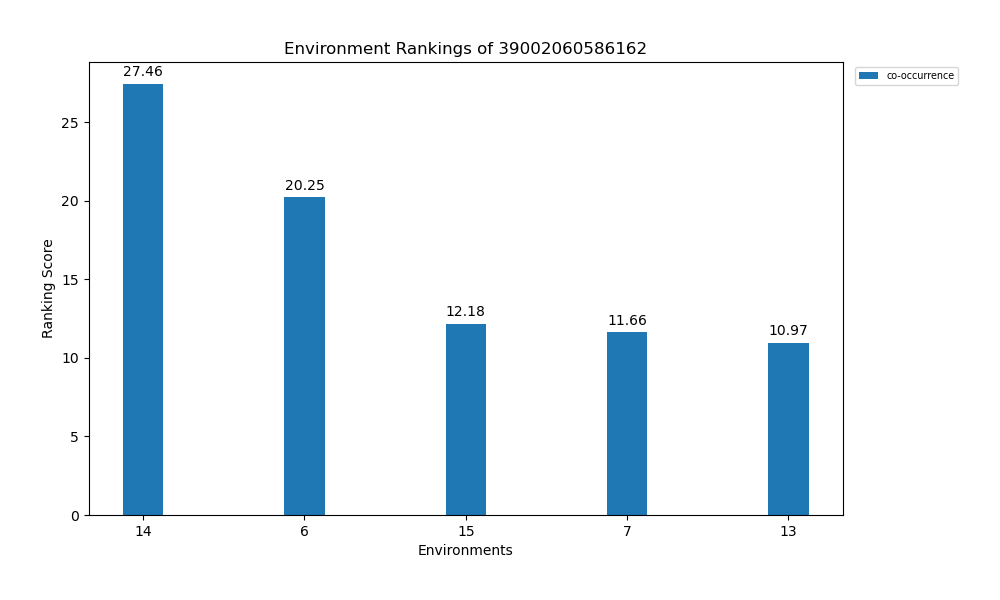 Environment Rankings of 39002060586162
co-occurrence
27.46
20.25
12.18
11.66
10.97
Ranking Score
25
20
15
10
5
0
14 6 15 7 13
Environments